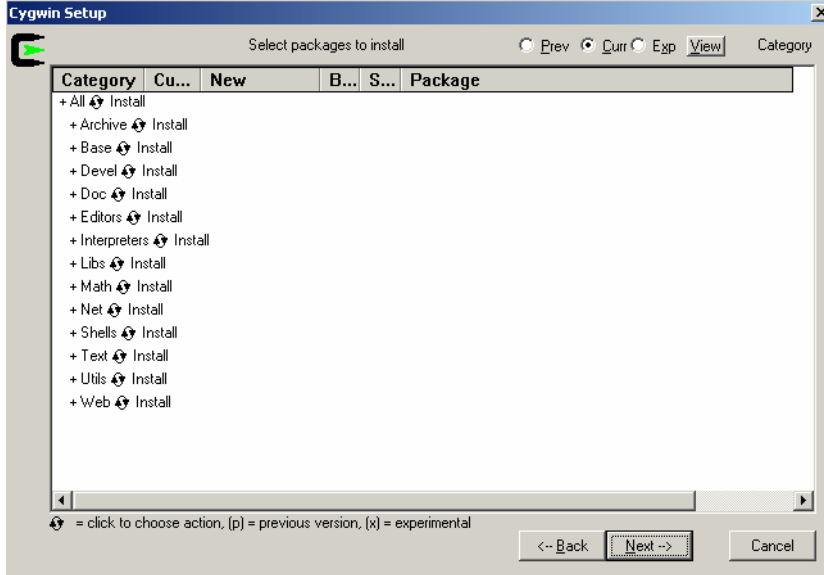 Cygwin Setup
Select packages to install Prev Curr Exp View Category
Category Cu... New B... S... Package
+ All Install
+ Archive Install
+ Base Install
+ Devel Install
+ Doc Install
+ Editors Install
+ Interpreters Install
+ Libs Install
+ Math Install
+ Net Install
+ Shells Install
+ Text Install
+ Utils Install
+ Web Install
= click to choose action, (p) = previous version, (x) = experimental
<-- Back Next --> Cancel